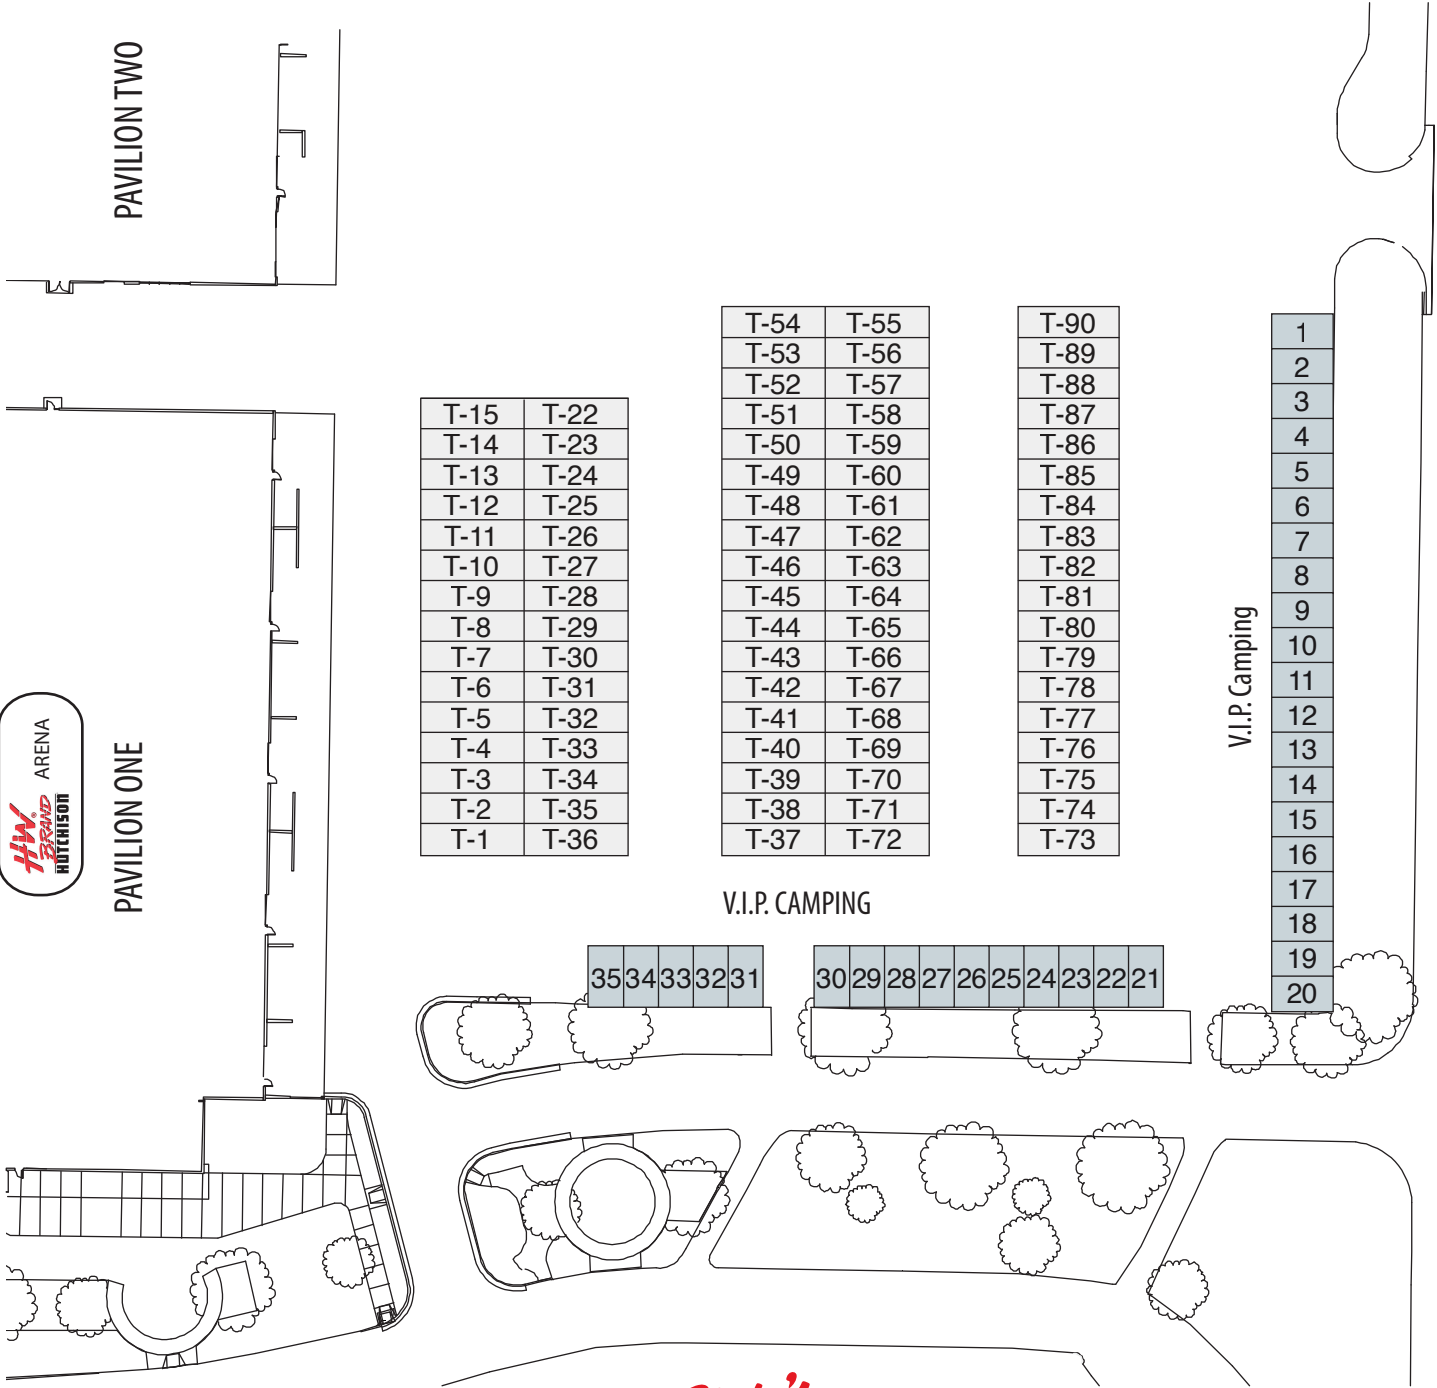 PAVILION TWO
T-54 T-55 T-90
T-53 T-56 T-89
T-52 T-57 T-88
T-15 T-22 T-51 T-58 T-87
T-14 T-23 T-50 T-59 T-86
T-13 T-24 T-49 T-60 T-85
T-12 T-25 T-48 T-61 T-84
T-11 T-26 T-47 T-62 T-83
T-10 T-27 T-46 T-63 T-82
T-9 T-28 T-45 T-64 T-81
T-8 T-29 T-44 T-65 T-80
T-7 T-30 T-43 T-66 T-79
T-6 T-31 T-42 T-67 T-78
T-5 T-32 T-41 T-68 T-77
T-4 T-33 T-40 T-69 T-76
T-3 T-34 T-39 T-70 T-75
T-2 T-35 T-38 T-71 T-74
T-1 T-36 T-37 T-72 T-73
1
2
3
4
5
6
7
8
9
10
11
12
13
14
15
16
17
18
19
20
V.I.P. Camping
HW®
BRAND
HUTCHISON
ARENA
PAVILION ONE
V.I.P. CAMPING
35 34 33 32 31 30 29 28 27 26 25 24 23 22 21